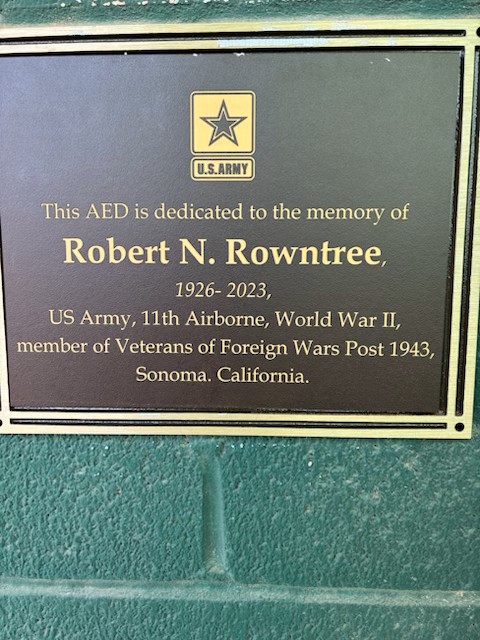 U.S.ARMY
This AED is dedicated to the memory of
Robert N. Rowntree,
1926- 2023,
US Army, 11th Airborne, World War II,
member of Veterans of Foreign Wars Post 1943,
Sonoma. California.